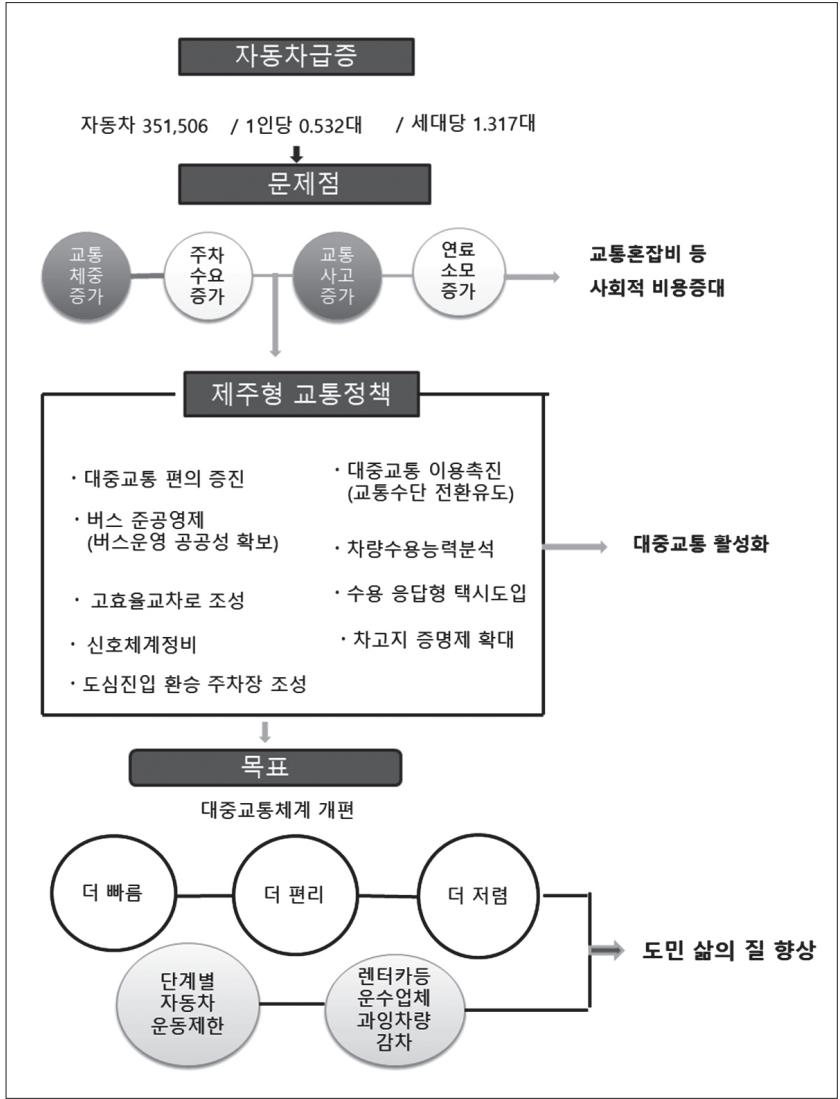 자동차급증
자동차 351,506 / 1인당 0.532대 / 세대당 1.317대
문제점
교통
체중
증가
주차
수요
증가
교통
사고
증가
연료
소모
증가
교통혼잡비 등
사회적 비용증대
제주형 교통정책
· 대중교통 편의 증진
· 버스 준공영제
(버스운영 공공성 확보)
· 고효율교차로 조성
· 신호체계정비
· 도심진입 환승 주차장 조성
· 대중교통 이용촉진
(교통수단 전환유도)
· 차량수용능력분석
· 수용 응답형 택시도입
· 차고지 증명제 확대
대중교통 활성화
목표
대중교통체계 개편
더 빠름
더 편리
더 저렴
단계별
자동차
운동제한
렌터카등
운수업체
과잉차량
감차
도민 삶의 질 향상